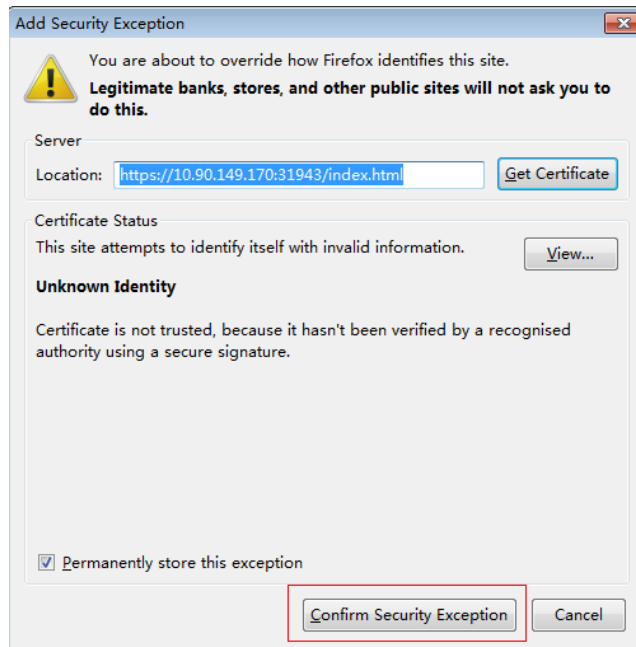 Add Security Exception
You are about to override how Firefox identifies this site.
Legitimate banks, stores, and other public sites will not ask you to
do this.
Server
Location: https://10.90.149.170:31943/index.html Get Certificate
Certificate Status
This site attempts to identify itself with invalid information.
View...
Unknown Identity
Certificate is not trusted, because it hasn't been verified by a recognised
authority using a secure signature.
Permanently store this exception
Confirm Security Exception Cancel